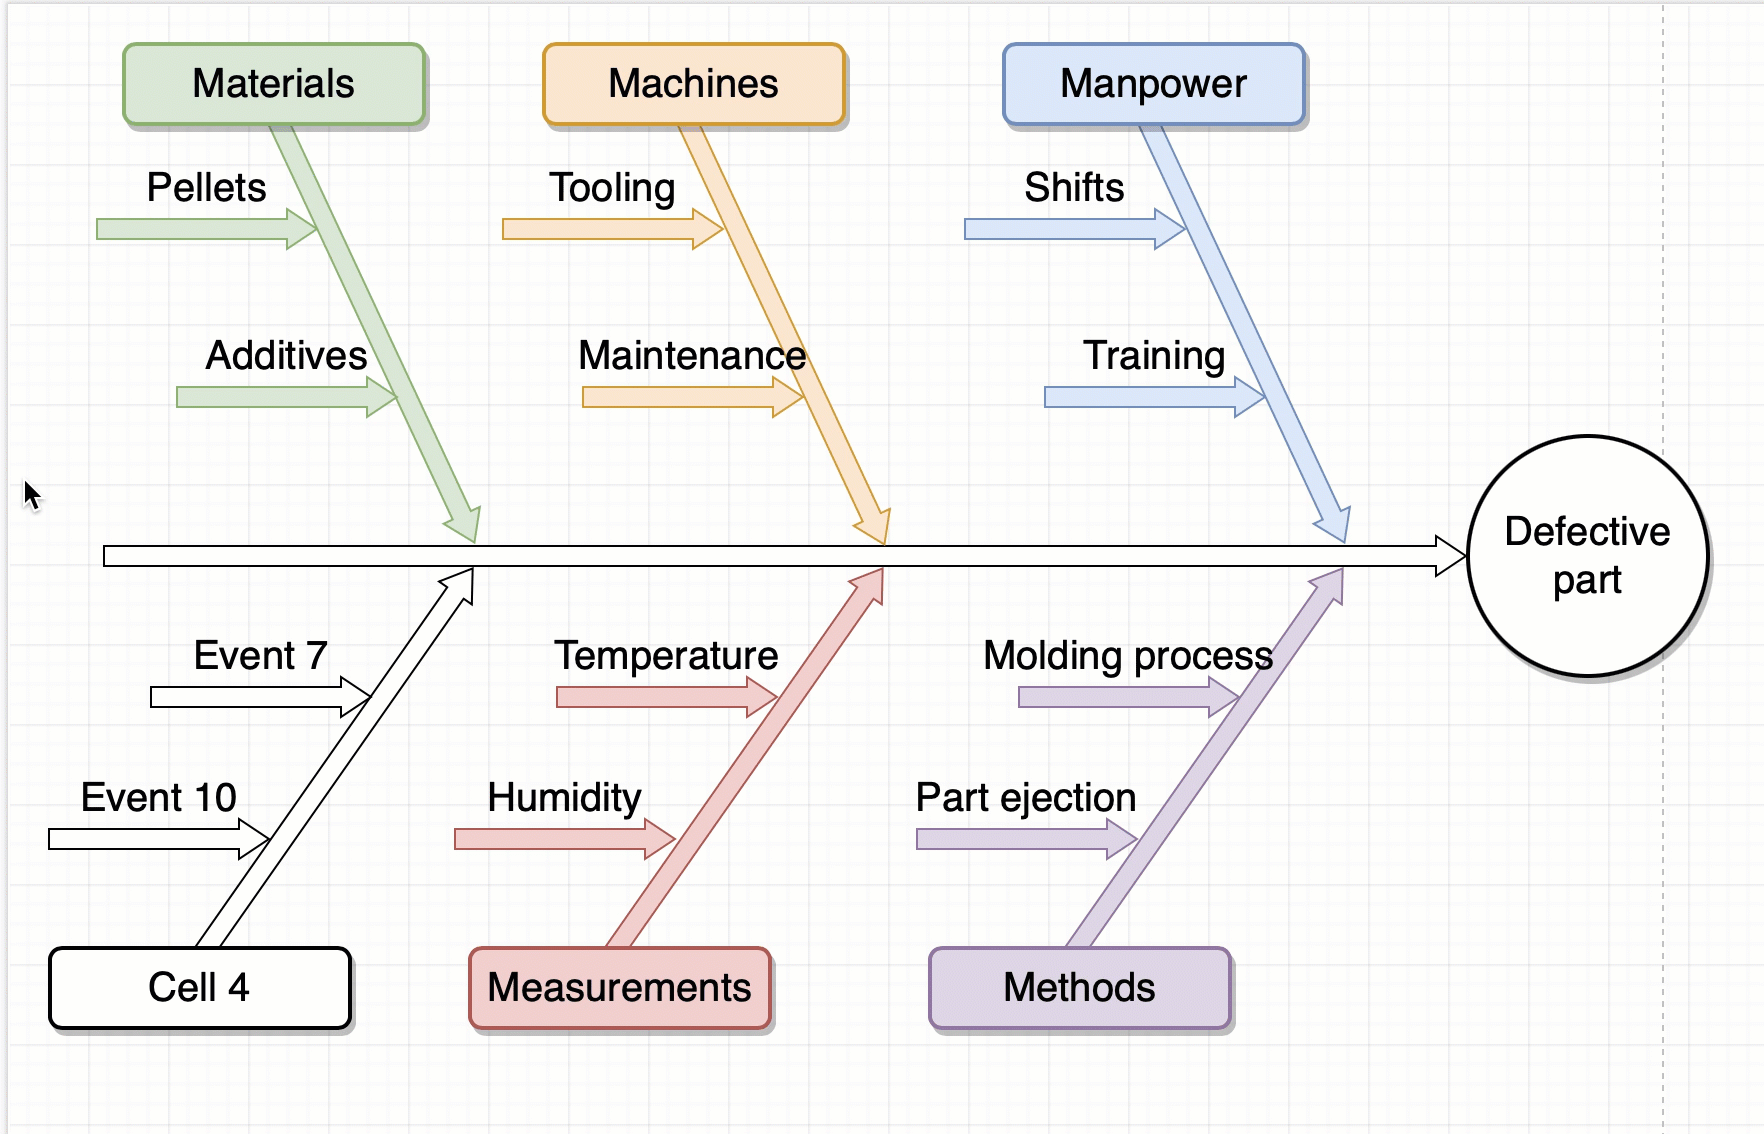 Materials
Machines
Manpower
Pellets
Tooling
Shifts
Additives
Maintenance
Training
Defective
part
Event 7
Temperature
Molding process
Event 10
Humidity
Part ejection
Cell 4
Measurements
Methods